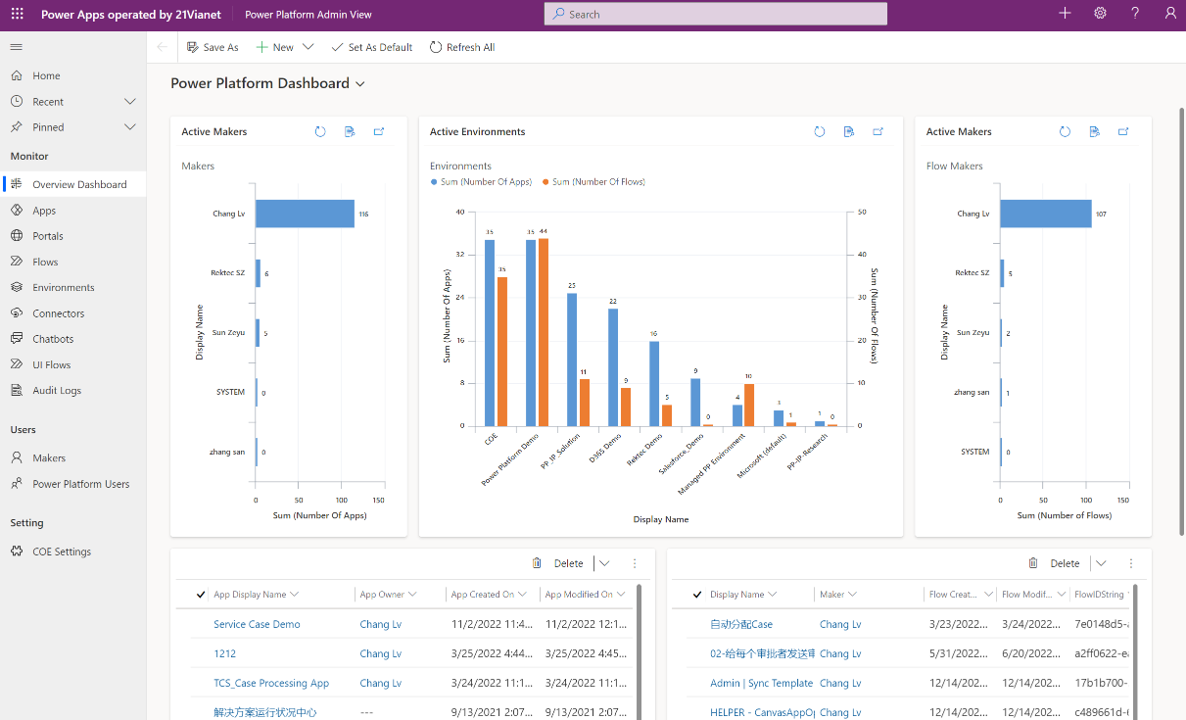 Power Apps operated by 21Vianet
Power Platform Admin View
Search
Home
Recent
Pinned
Monitor
Overview Dashboard
Apps
Portals
Flows
Environments
Connectors
Chatbots
UI Flows
Audit Logs
Users
Makers
Power Platform Users
Setting
COE Settings
Save As
New
Set As Default
Refresh All
Power Platform Dashboard
Active Makers
Makers
Display Name
Chang Lv 116
Rektec SZ 6
Sun Zeyu 5
SYSTEM 0
zhang san 0
0 50 100 150
Sum (Number Of Apps)
Active Environments
Environments
Sum (Number Of Apps) Sum (Number Of Flows)
Sum (Number Of Apps)
40
32
24
16
8
0
35 35
35 44
25 11
22 9
16 5
9 0
4 10
3 1
1 0
50
40
30
20
10
0
Sum (Number Of Flows)
COE
Power Platform Demo
PP_IP_Solution
D365 Demo
Rektec Demo
Salesforce_Demo
Managed PP Environment
Microsoft (default)
PP-IP-Research
Display Name
Active Makers
Flow Makers
Display Name
Chang Lv 107
Rektec SZ 5
Sun Zeyu 2
zhang san 1
SYSTEM 0
0 50 100 150
Sum (Number of Flows)
Delete
App Display Name App Owner App Created On App Modified On
Service Case Demo Chang Lv 11/2/2022 11:4... 11/2/2022 12:1...
1212 Chang Lv 3/25/2022 4:44... 3/25/2022 4:45...
TCS_Case Processing App Chang Lv 3/24/2022 11:1... 3/24/2022 11:1...
解决方案运行状况中心 --- 9/13/2021 2:07... 9/13/2021 2:07...
Delete
Display Name Maker Flow Creat... Flow Modif... FlowIDString
自动分配Case Chang Lv 3/23/2022... 3/24/2022... 7e0148d5-
02-给每个审批者发送审 Chang Lv 5/31/2022... 6/20/2022... a2ff0622-
Admin | Sync Template Chang Lv 12/14/202... 12/14/202... 17b1b700-
HELPER - CanvasAppO Chang Lv 12/14/202... 12/14/202... c489661d-